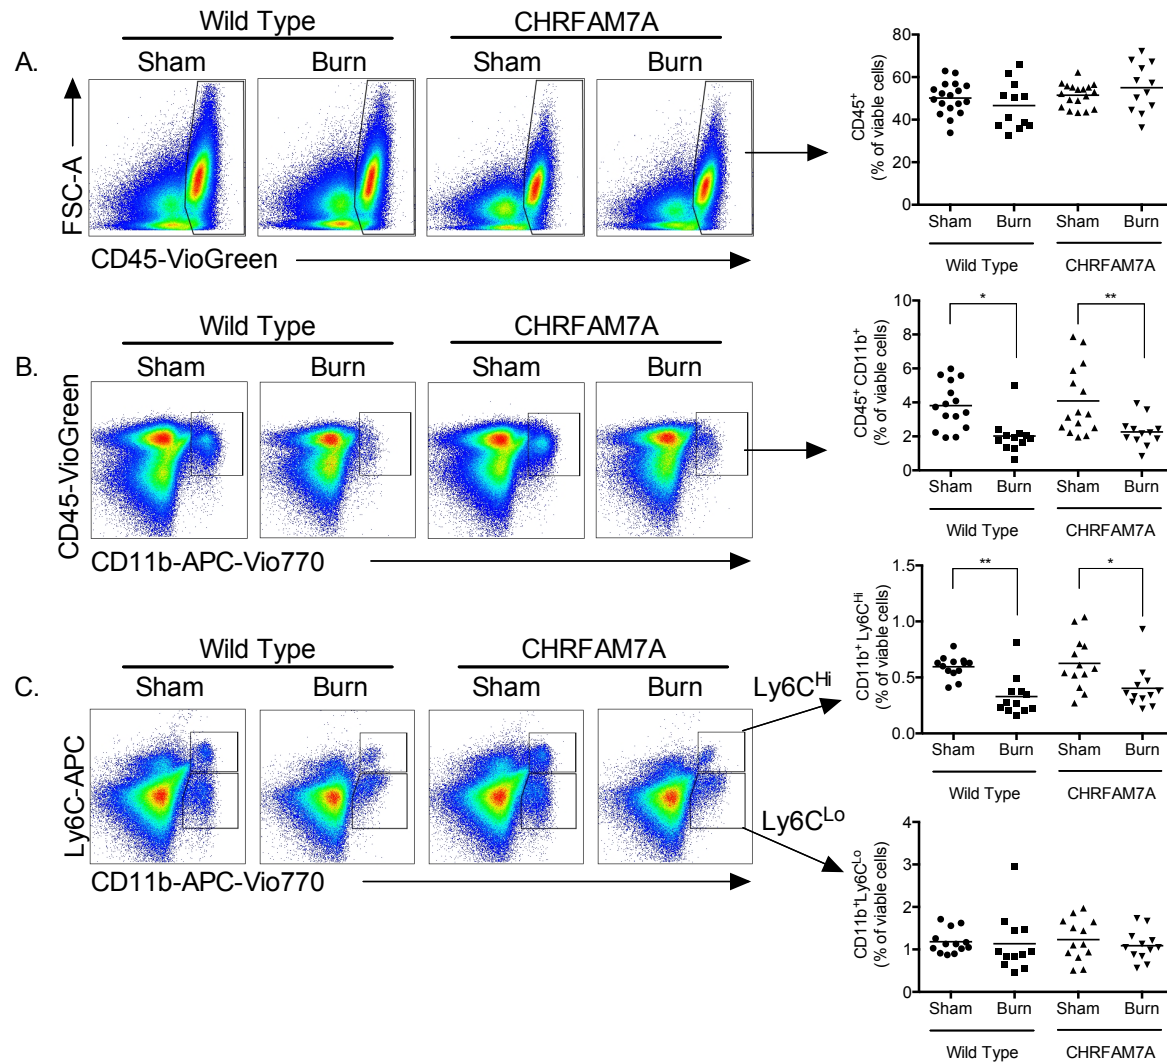 Wild Type CHRFAM7A
A. Sham Burn Sham Burn
FSC-A
CD45-VioGreen
CD45⁺
(% of viable cells)
80
60
40
20
0
Sham Burn Sham Burn
Wild Type CHRFAM7A
Wild Type CHRFAM7A
B. Sham Burn Sham Burn
CD45-VioGreen
CD11b-APC-Vio770
CD45⁺ CD11b⁺
(% of viable cells)
10
8
6
4
2
0
* **
Sham Burn Sham Burn
Wild Type CHRFAM7A
Wild Type CHRFAM7A
C. Sham Burn Sham Burn
Ly6C-APC
CD11b-APC-Vio770
Ly6C^Hi
Ly6C^Lo
CD11b⁺ Ly6C^Hi
(% of viable cells)
1.5
1.0
0.5
0.0
** *
Sham Burn Sham Burn
Wild Type CHRFAM7A
CD11b⁺Ly6C^Lo
(% of viable cells)
4
3
2
1
0
Sham Burn Sham Burn
Wild Type CHRFAM7A